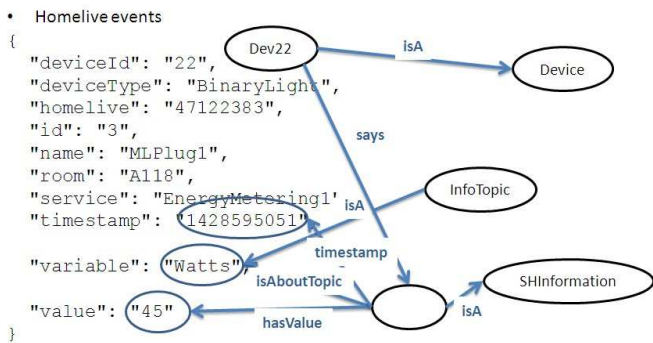 • Homelive events
{
"deviceId": "22",
"deviceType": "BinaryLight",
"homelive": "47122383",
"id": "3",
"name": "MLPlug1",
"room": "A118",
"service": "EnergyMetering1'
"timestamp": "1428595051"
"variable": "Watts",
"value": "45"
}
Dev22
isA
Device
says
InfoTopic
isA
timestamp
isAboutTopic
SHInformation
isA
hasValue